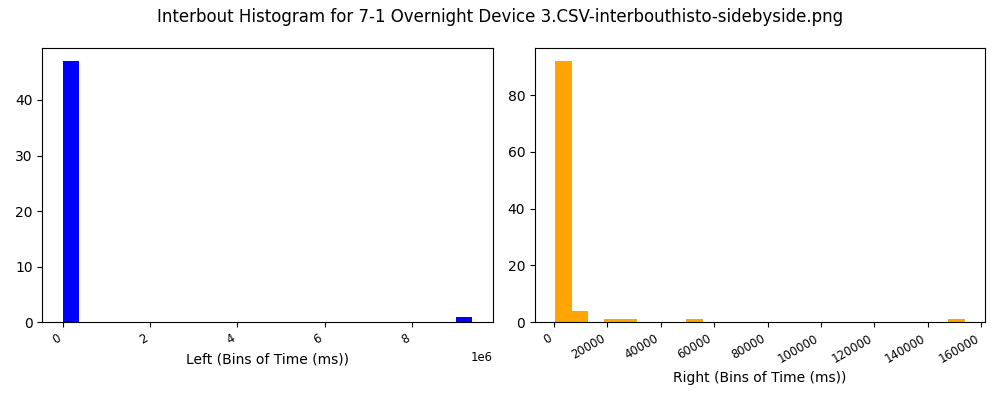 Interbout Histogram for 7-1 Overnight Device 3.CSV-interbouthisto-sidebyside.png
40
30
20
10
0
0 2 4 6 8
1e6
Left (Bins of Time (ms))
80
60
40
20
0
0 20000 40000 60000 80000 100000 120000 140000 160000
Right (Bins of Time (ms))